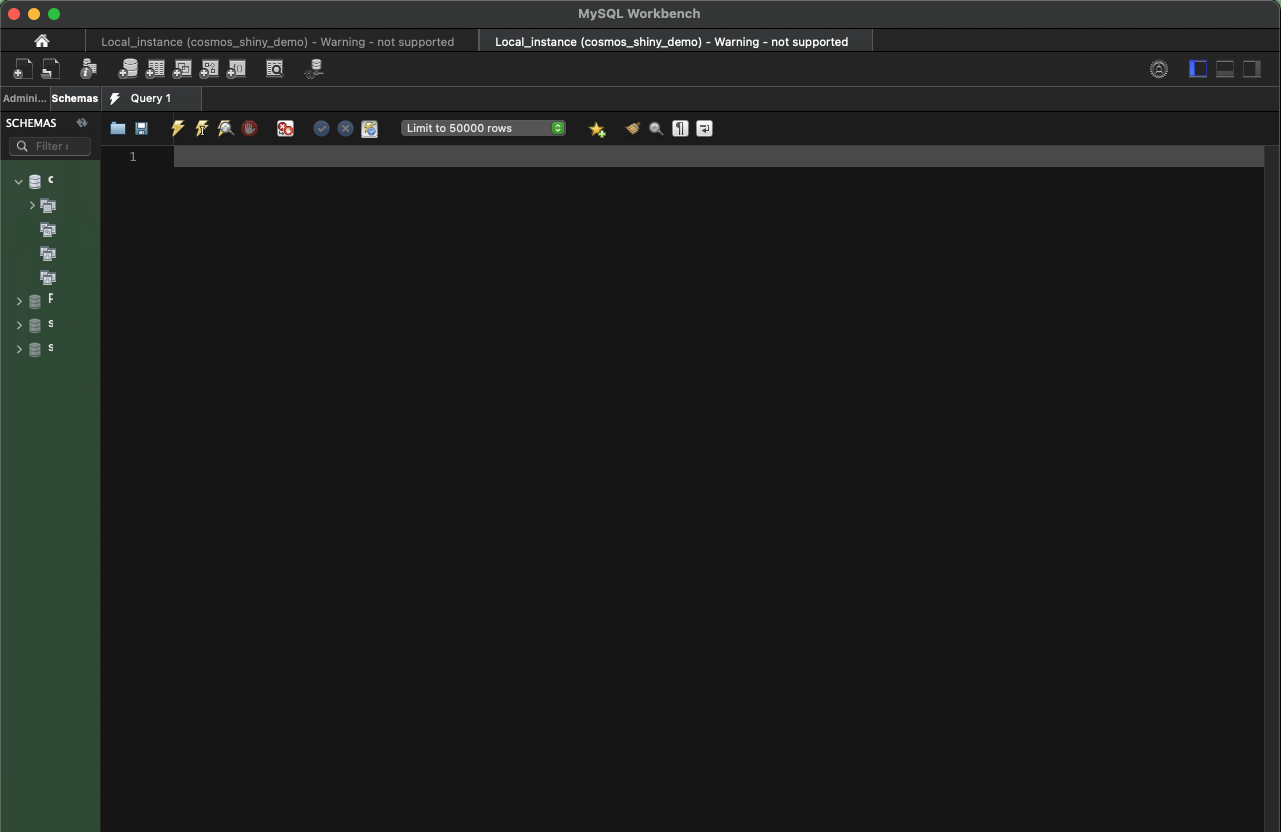 MySQL Workbench
Local_instance (cosmos_shiny_demo) - Warning - not supported
Local_instance (cosmos_shiny_demo) - Warning - not supported
Admini... Schemas Query 1
SCHEMAS
Limit to 50000 rows
Filter
1